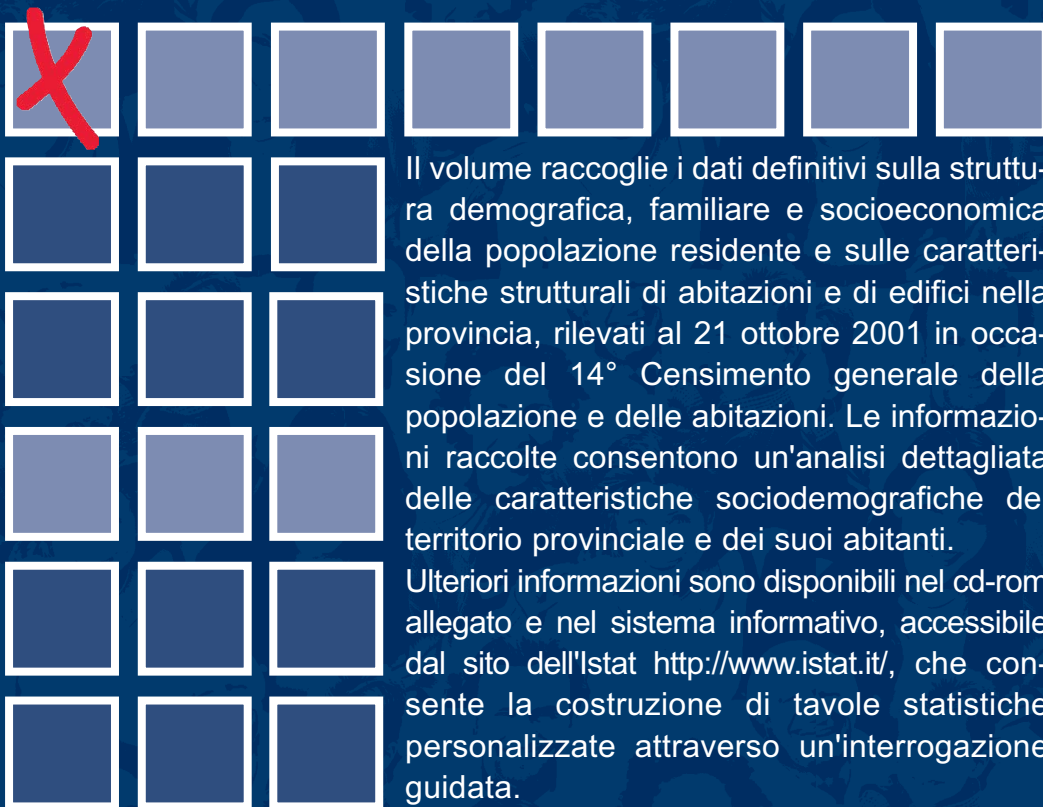 Il volume raccoglie i dati definitivi sulla struttu-
ra demografica, familiare e socioeconomica
della popolazione residente e sulle caratteri-
stiche strutturali di abitazioni e di edifici nella
provincia, rilevati al 21 ottobre 2001 in occa-
sione del 14° Censimento generale della
popolazione e delle abitazioni. Le informazio-
ni raccolte consentono un'analisi dettagliata
delle caratteristiche sociodemografiche del
territorio provinciale e dei suoi abitanti.
Ulteriori informazioni sono disponibili nel cd-rom
allegato e nel sistema informativo, accessibile
dal sito dell'Istat http://www.istat.it/, che con-
sente la costruzione di tavole statistiche
personalizzate attraverso un'interrogazione
guidata.